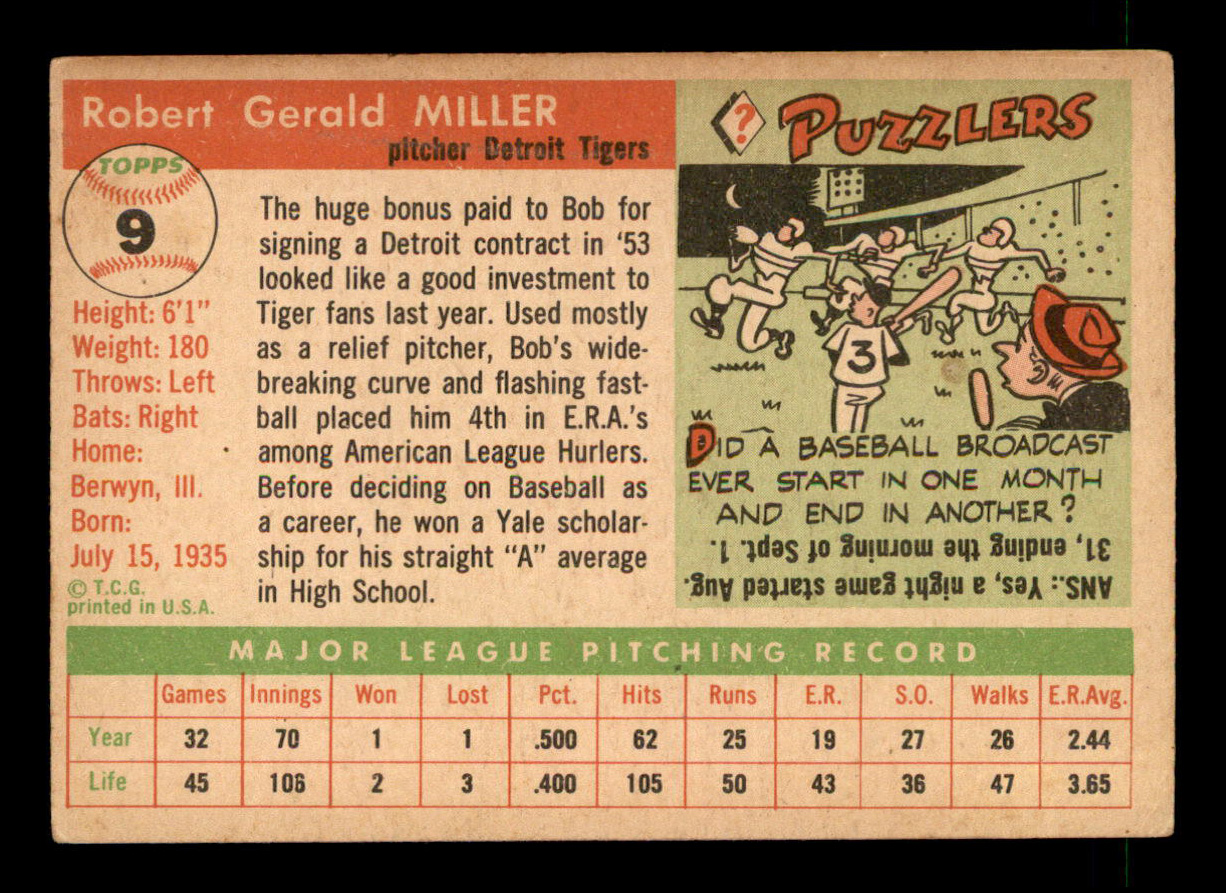 Robert Gerald MILLER
pitcher Detroit Tigers
TOPPS
9
Height: 6'1"
Weight: 180
Throws: Left
Bats: Right
Home:
Berwyn, Ill.
Born:
July 15, 1935
© T.C.G.
printed in U.S.A.
The huge bonus paid to Bob for
signing a Detroit contract in '53
looked like a good investment to
Tiger fans last year. Used mostly
as a relief pitcher, Bob's wide-
breaking curve and flashing fast-
ball placed him 4th in E.R.A.'s
among American League Hurlers.
Before deciding on Baseball as
a career, he won a Yale scholar-
ship for his straight "A" average
in High School.
? PUZZLERS
3
DID A BASEBALL BROADCAST
EVER START IN ONE MONTH
AND END IN ANOTHER?
ANS.: Yes, a night game started Aug.
31, ending the morning of Sept. 1.
MAJOR LEAGUE PITCHING RECORD
Games Innings Won Lost Pct. Hits Runs E.R. S.O. Walks E.R.Avg.
Year 32 70 1 1 .500 62 25 19 27 26 2.44
Life 45 106 2 3 .400 105 50 43 36 47 3.65